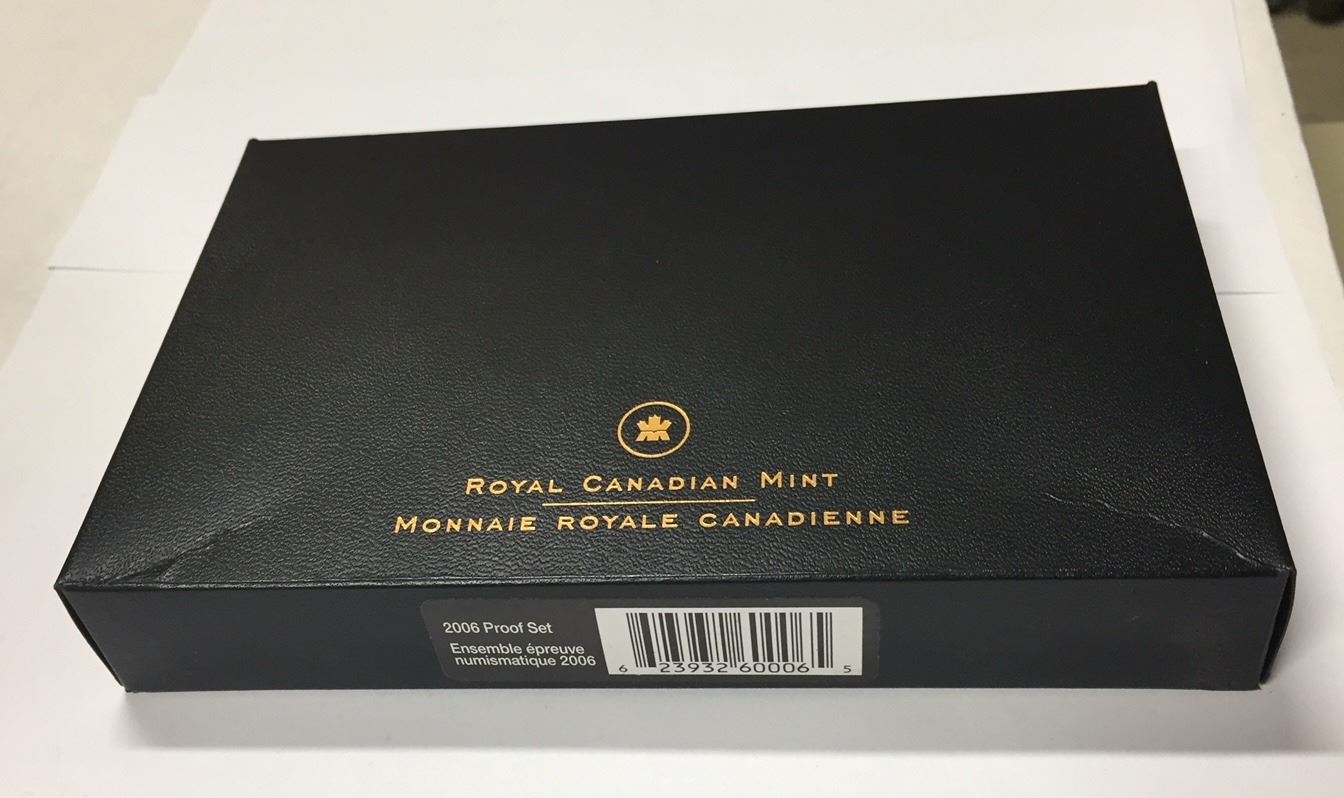 ROYAL CANADIAN MINT
MONNAIE ROYALE CANADIENNE
2006 Proof Set
Ensemble épreuve
numismatique 2006
6 23932 60006 5